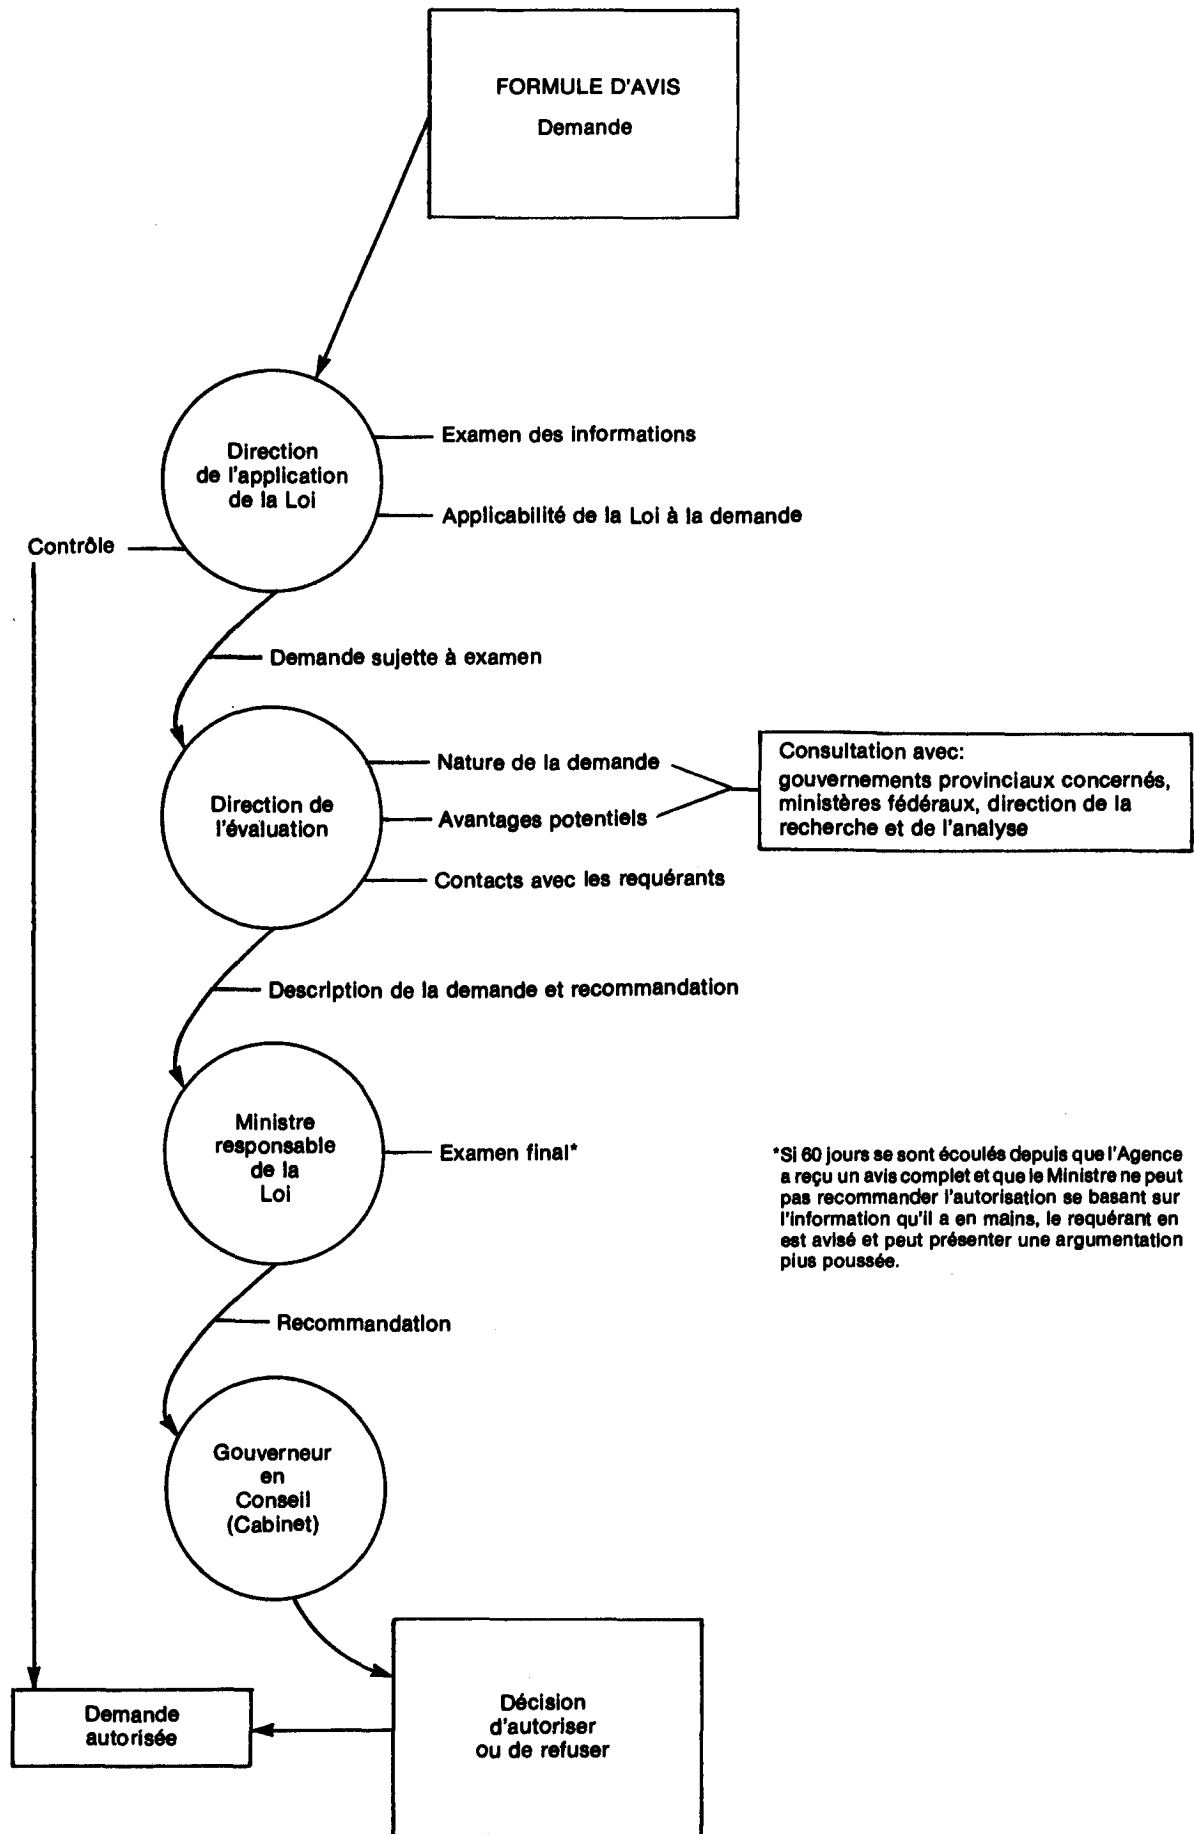 FORMULE D'AVIS
Demande
Direction
de l'application
de la Loi
Examen des informations
Applicabilité de la Loi à la demande
Contrôle
Demande sujette à examen
Direction de
l'évaluation
Nature de la demande
Avantages potentiels
Contacts avec les requérants
Consultation avec:
gouvernements provinciaux concernés,
ministères fédéraux, direction de la
recherche et de l'analyse
Description de la demande et recommandation
Ministre
responsable
de la
Loi
Examen final*
*Si 60 jours se sont écoulés depuis que l'Agence
a reçu un avis complet et que le Ministre ne peut
pas recommander l'autorisation se basant sur
l'information qu'il a en mains, le requérant en
est avisé et peut présenter une argumentation
plus poussée.
Recommandation
Gouverneur
en
Conseil
(Cabinet)
Décision
d'autoriser
ou de refuser
Demande
autorisée